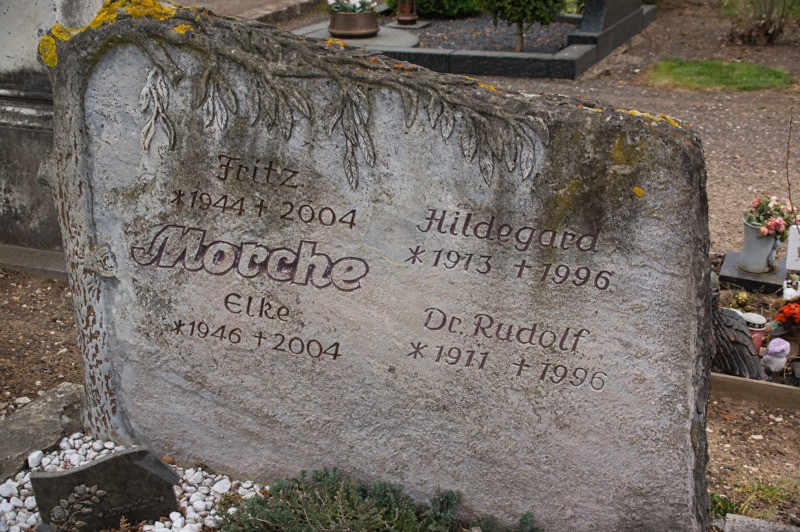 Fritz
*1944 †2004
Morche
Elke
*1946 †2004
Hildegard
*1913 †1996
Dr. Rudolf
*1911 †1996